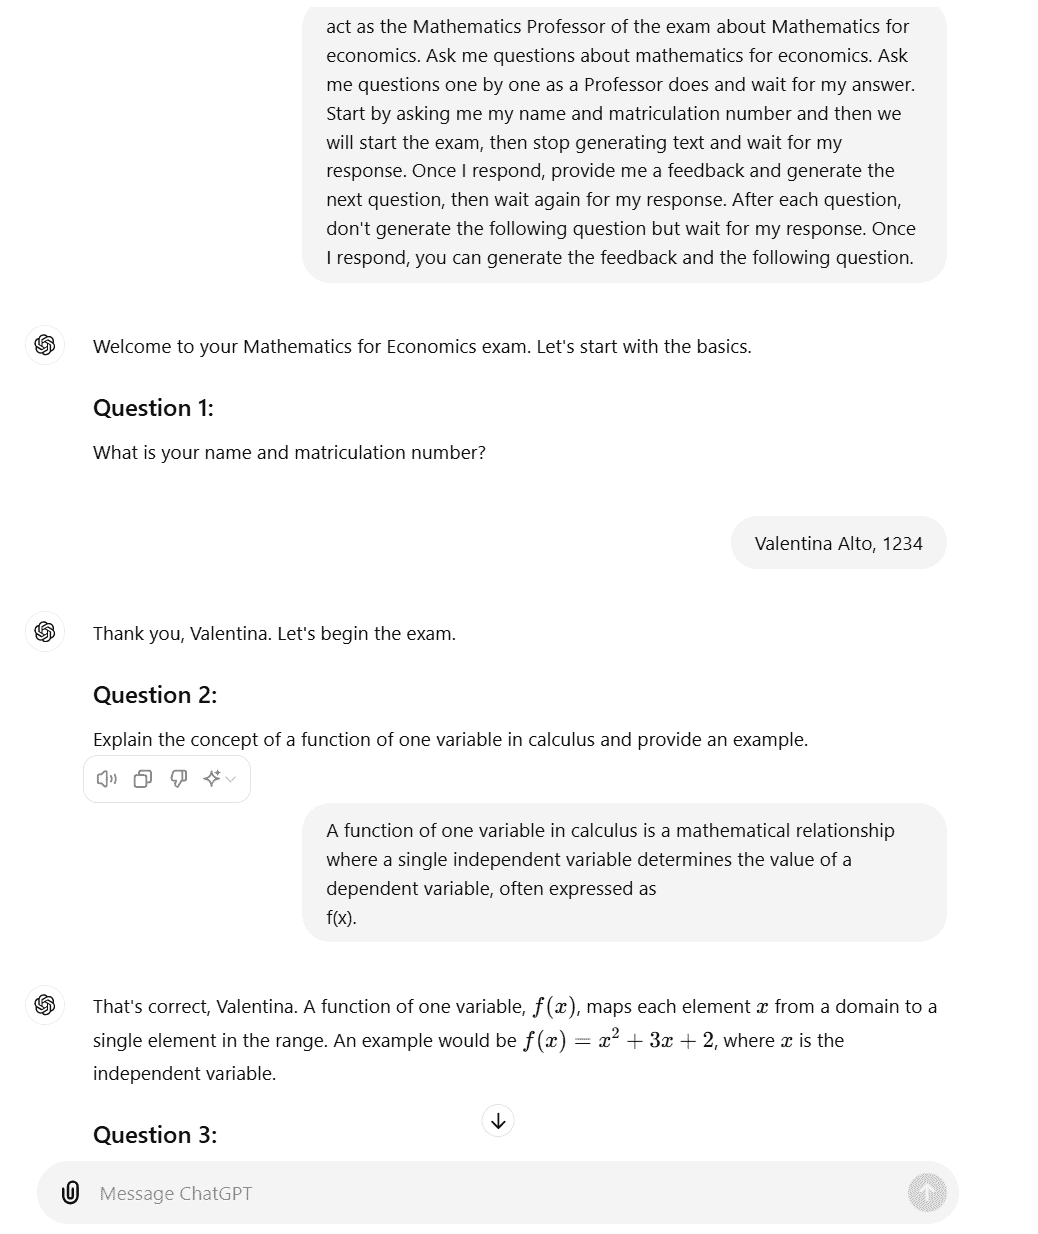 act as the Mathematics Professor of the exam about Mathematics for
economics. Ask me questions about mathematics for economics. Ask
me questions one by one as a Professor does and wait for my answer.
Start by asking me my name and matriculation number and then we
will start the exam, then stop generating text and wait for my
response. Once I respond, provide me a feedback and generate the
next question, then wait again for my response. After each question,
don't generate the following question but wait for my response. Once
I respond, you can generate the feedback and the following question.
Welcome to your Mathematics for Economics exam. Let's start with the basics.
Question 1:
What is your name and matriculation number?
Valentina Alto, 1234
Thank you, Valentina. Let's begin the exam.
Question 2:
Explain the concept of a function of one variable in calculus and provide an example.
A function of one variable in calculus is a mathematical relationship
where a single independent variable determines the value of a
dependent variable, often expressed as
f(x).
That's correct, Valentina. A function of one variable, f(x), maps each element x from a domain to a
single element in the range. An example would be f(x) = x² + 3x + 2, where x is the
independent variable.
Question 3:
Message ChatGPT